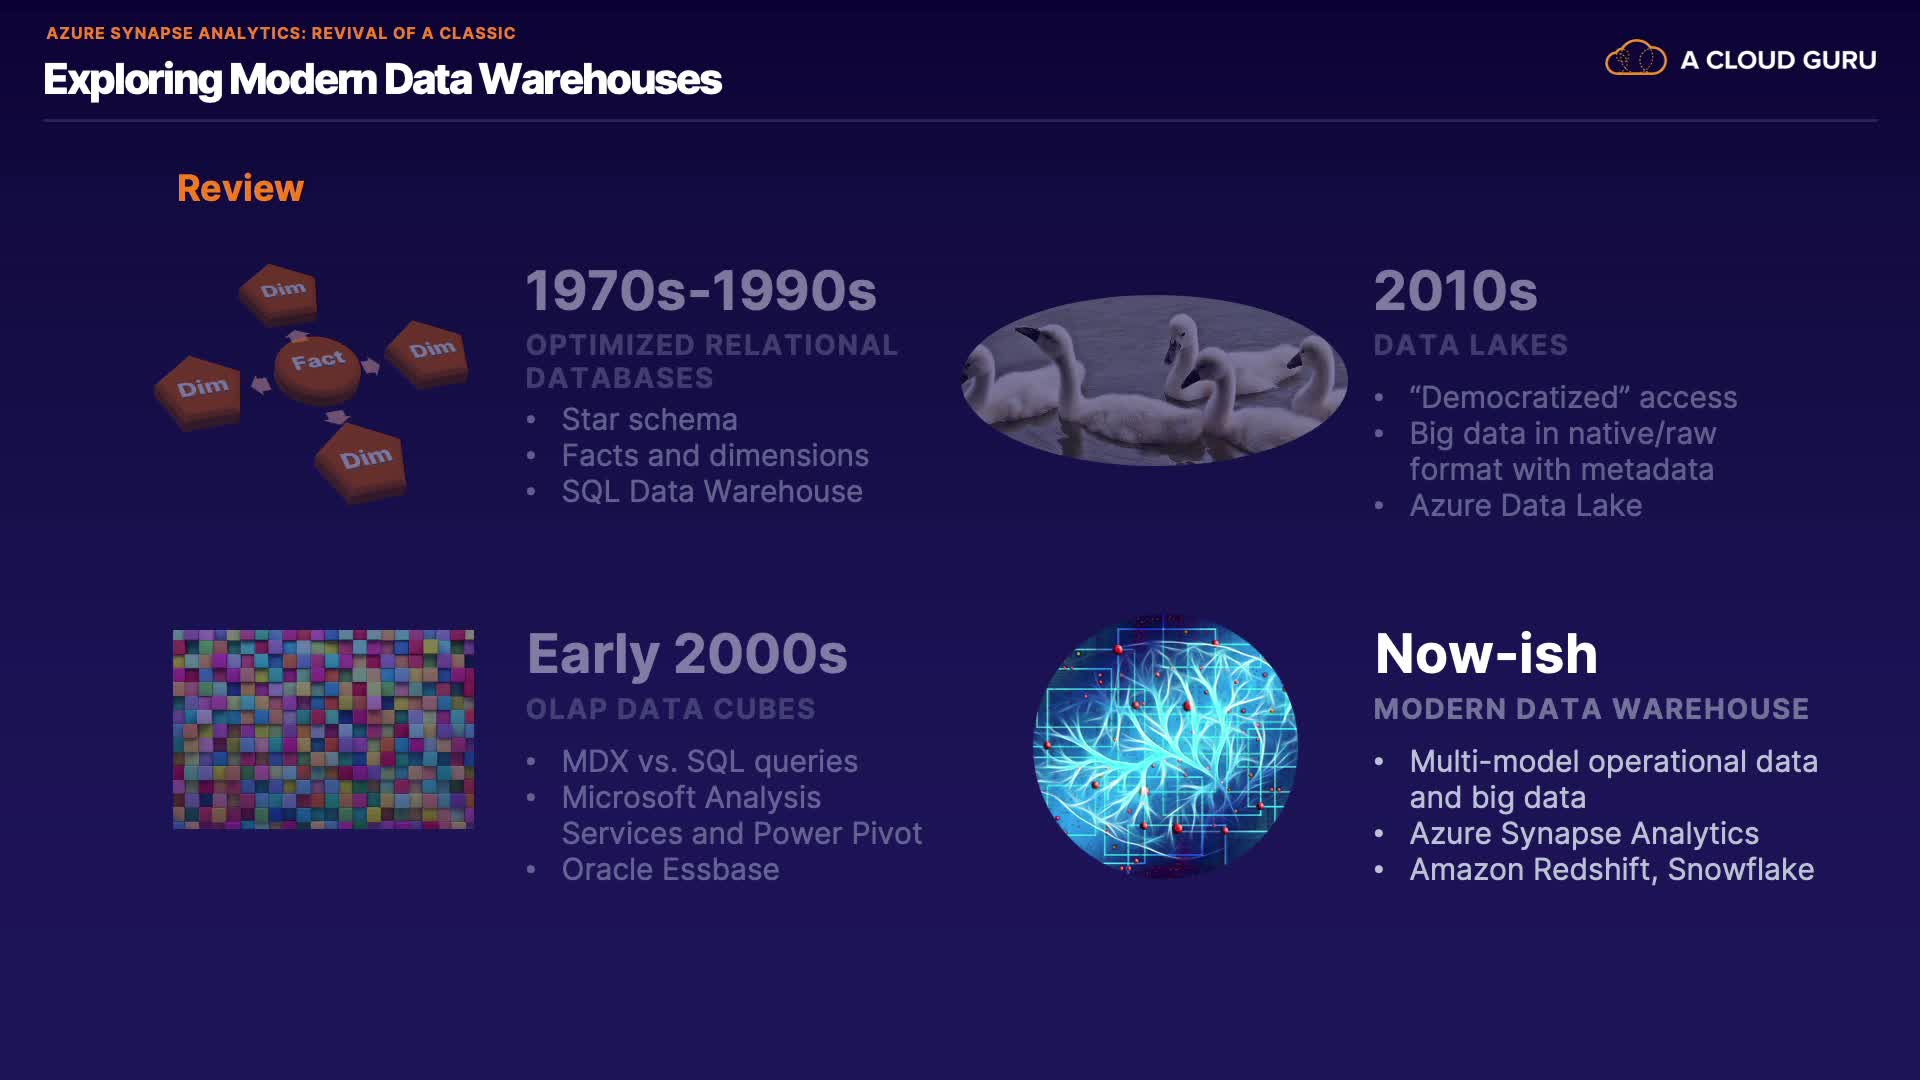 AZURE SYNAPSE ANALYTICS: REVIVAL OF A CLASSIC
Exploring Modern Data Warehouses
A CLOUD GURU
Review
Dim
Fact
Dim
Dim
Dim
1970s-1990s
OPTIMIZED RELATIONAL
DATABASES
• Star schema
• Facts and dimensions
• SQL Data Warehouse
2010s
DATA LAKES
• “Democratized” access
• Big data in native/raw
format with metadata
• Azure Data Lake
Early 2000s
OLAP DATA CUBES
• MDX vs. SQL queries
• Microsoft Analysis
Services and Power Pivot
• Oracle Essbase
Now-ish
MODERN DATA WAREHOUSE
• Multi-model operational data
and big data
• Azure Synapse Analytics
• Amazon Redshift, Snowflake